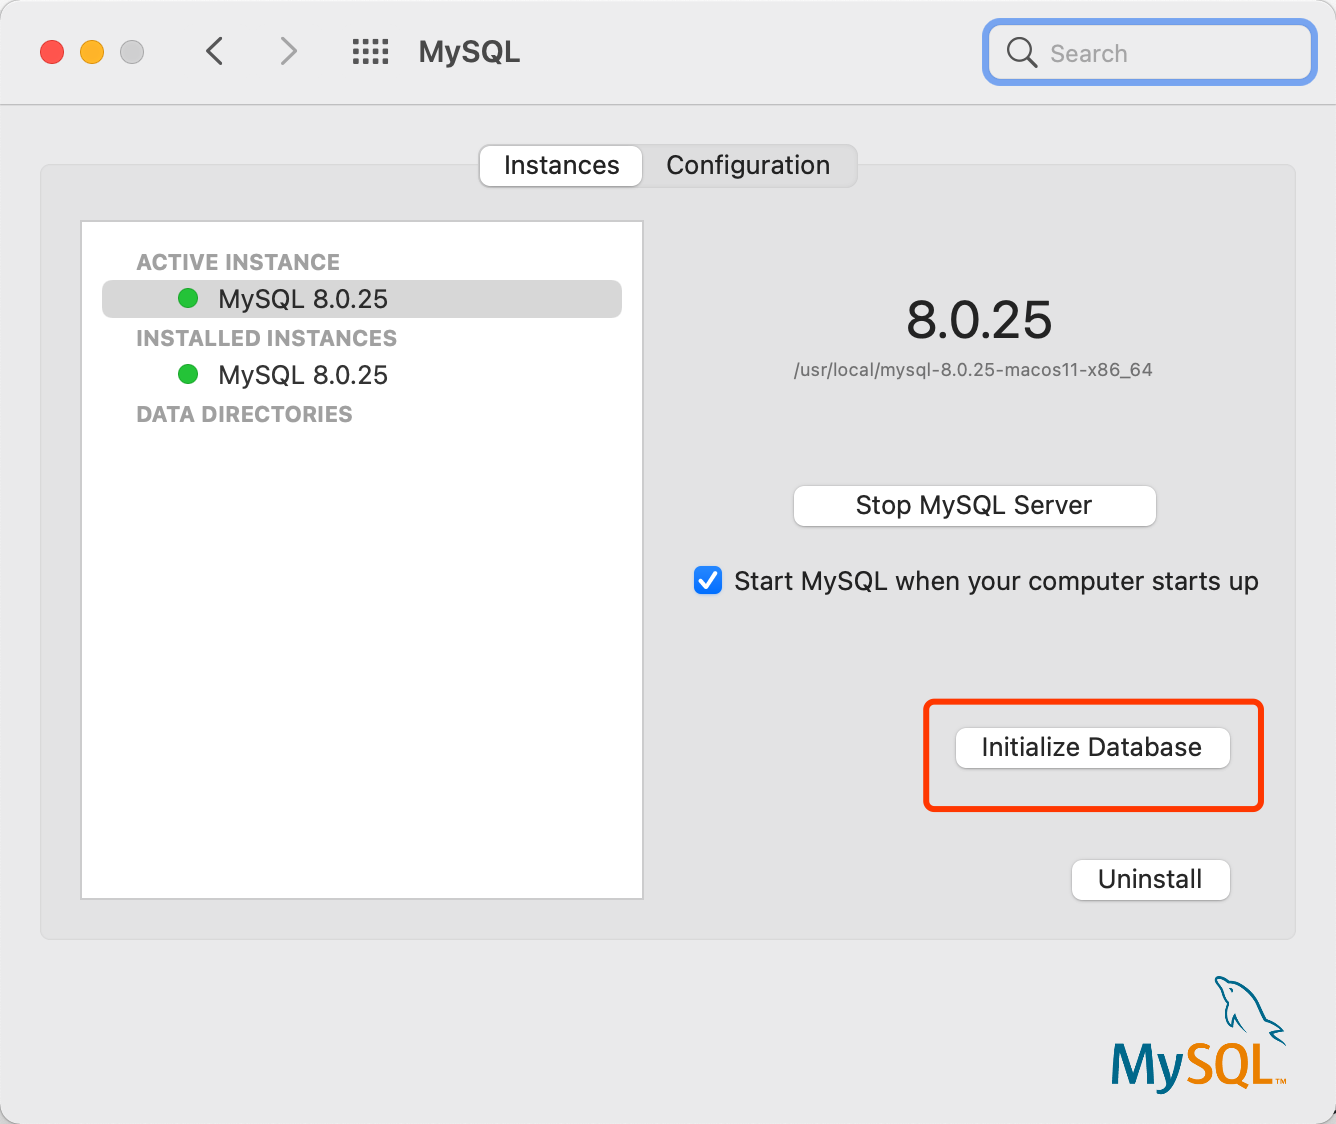 MySQL
Search
Instances
Configuration
ACTIVE INSTANCE
MySQL 8.0.25
INSTALLED INSTANCES
MySQL 8.0.25
DATA DIRECTORIES
8.0.25
/usr/local/mysql-8.0.25-macos11-x86_64
Stop MySQL Server
Start MySQL when your computer starts up
Initialize Database
Uninstall
MySQL™